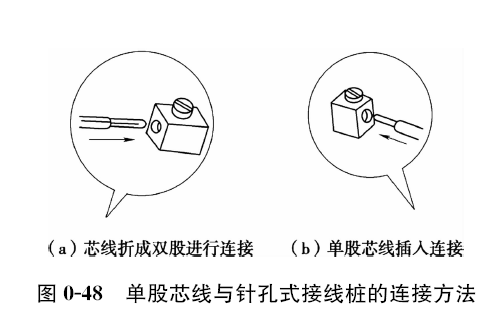 （a）芯线折成双股进行连接　（b）单股芯线插入连接
图 0-48　单股芯线与针孔式接线桩的连接方法